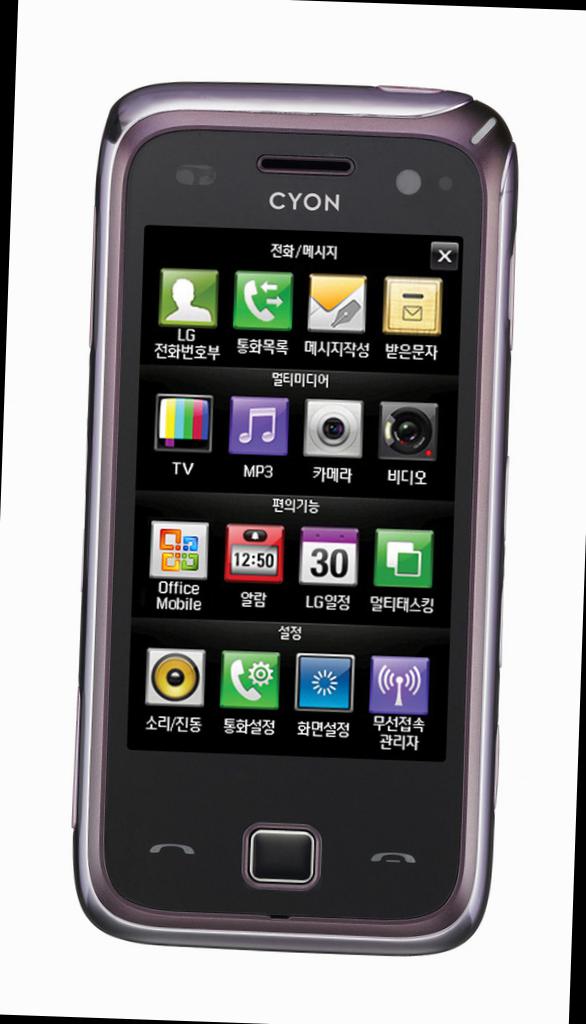 CYON
전화/메시지
LG
전화번호부
통화목록
메시지작성
받은문자
멀티미디어
TV
MP3
카메라
비디오
편의기능
Office
Mobile
12:50
알람
30
LG일정
멀티태스킹
설정
소리/진동
통화설정
화면설정
무선접속
관리자